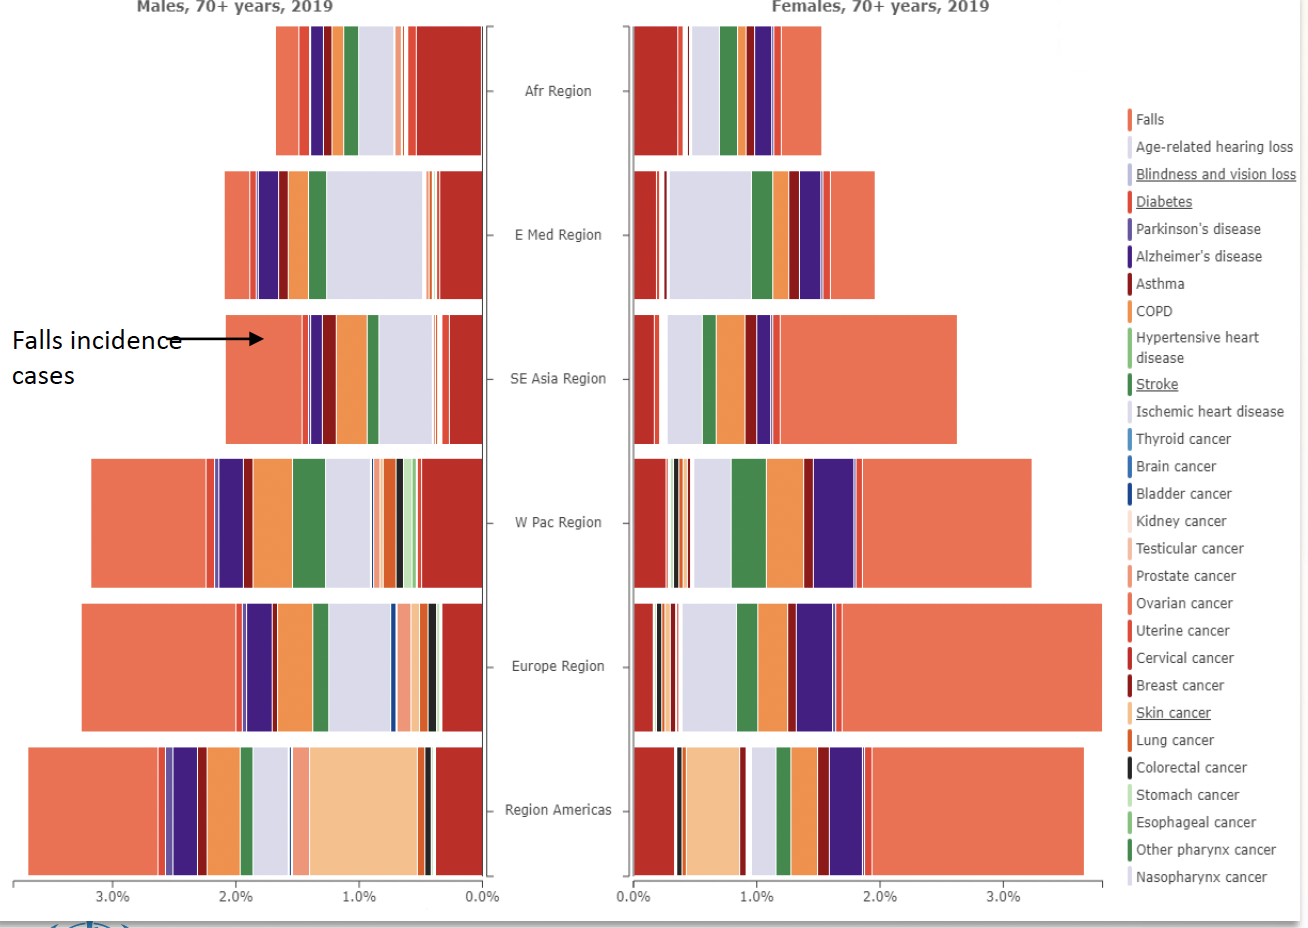 Males, 70+ years, 2019
Females, 70+ years, 2019
Afr Region
E Med Region
SE Asia Region
W Pac Region
Europe Region
Region Americas
Falls incidence
cases
3.0%
2.0%
1.0%
0.0%
0.0%
1.0%
2.0%
3.0%
Falls
Age-related hearing loss
Blindness and vision loss
Diabetes
Parkinson's disease
Alzheimer's disease
Asthma
COPD
Hypertensive heart
disease
Stroke
Ischemic heart disease
Thyroid cancer
Brain cancer
Bladder cancer
Kidney cancer
Testicular cancer
Prostate cancer
Ovarian cancer
Uterine cancer
Cervical cancer
Breast cancer
Skin cancer
Lung cancer
Colorectal cancer
Stomach cancer
Esophageal cancer
Other pharynx cancer
Nasopharynx cancer